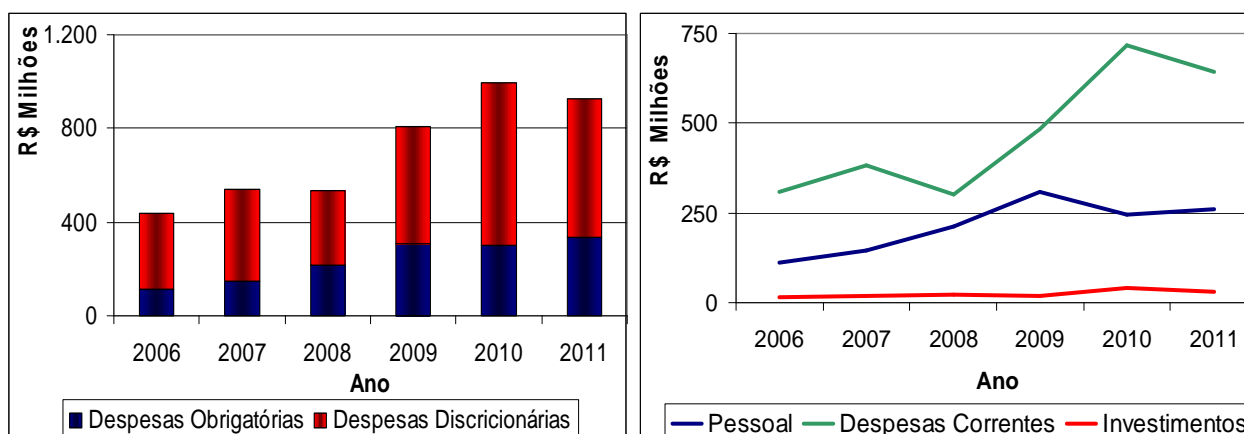 R$ Milhões
1.200
800
400
0
2006 2007 2008 2009 2010 2011
Ano
Despesas Obrigatórias Despesas Discricionárias
R$ Milhões
750
500
250
0
2006 2007 2008 2009 2010 2011
Ano
Pessoal Despesas Correntes Investimentos